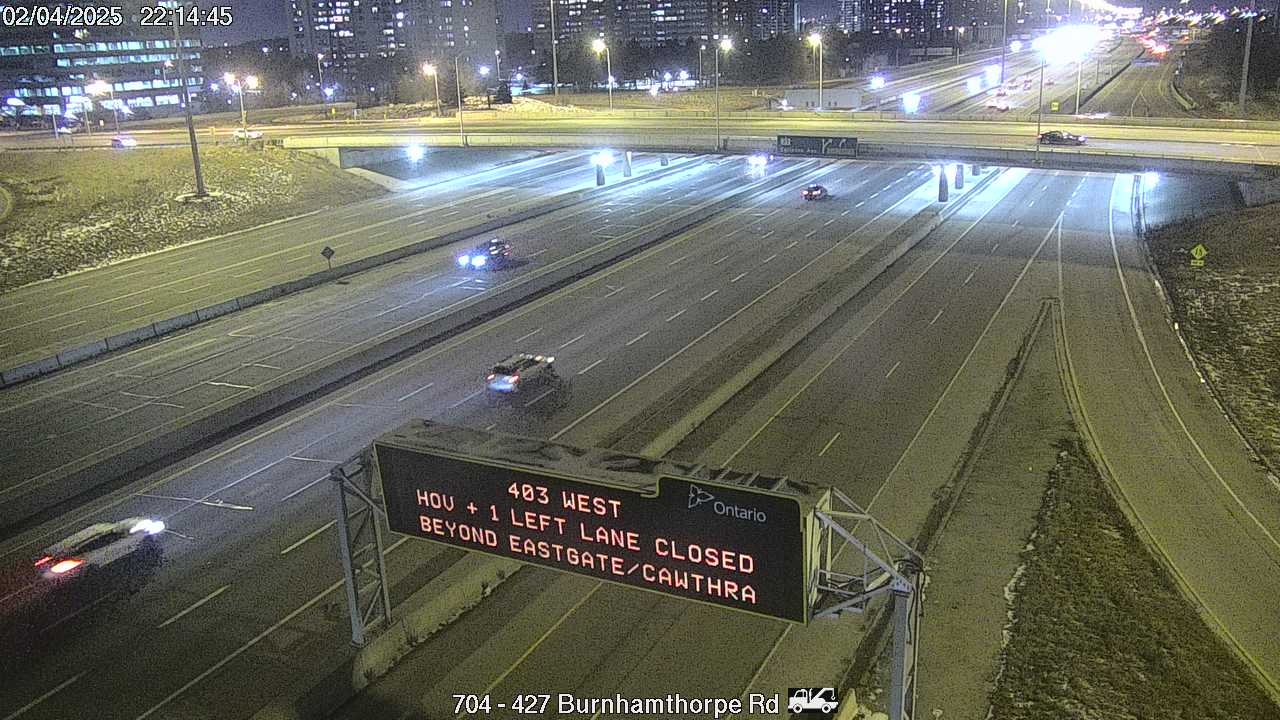 02/04/2025 22:14:45
403 WEST
HOV + 1 LEFT LANE CLOSED
BEYOND EASTGATE/CAWTHRA
Ontario
704 - 427 Burnhamthorpe Rd